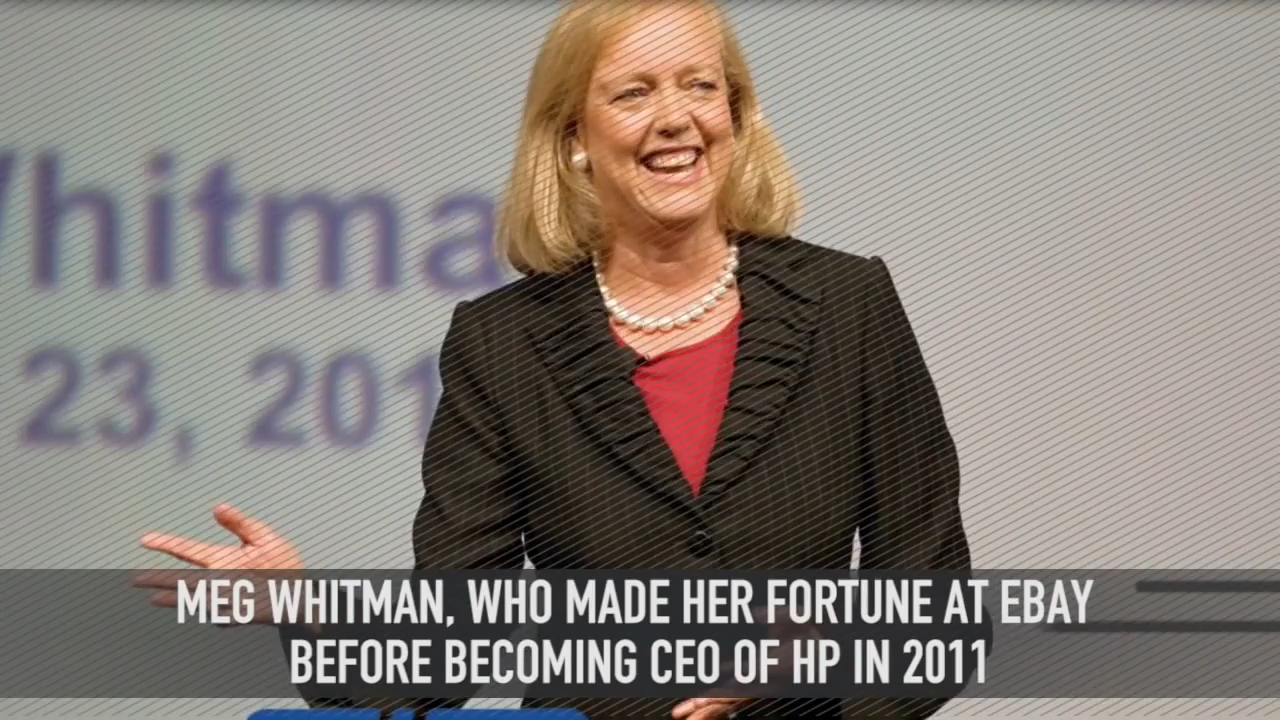 Whitma
23, 201
MEG WHITMAN, WHO MADE HER FORTUNE AT EBAY
BEFORE BECOMING CEO OF HP IN 2011